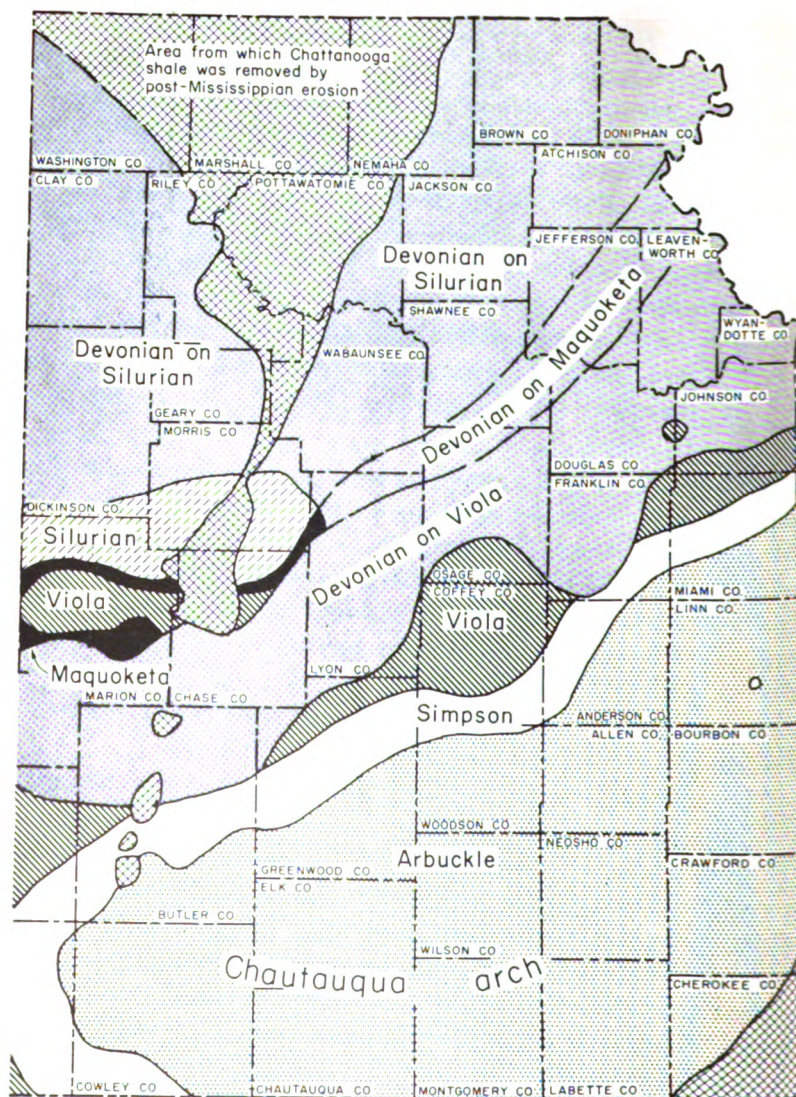 Area from which Chattanooga
shale was removed by
post-Mississippian erosion
BROWN CO.
DONIPHAN CO.
WASHINGTON CO.
MARSHALL CO.
NEMAHA CO.
ATCHISON CO.
CLAY CO.
RILEY CO.
POTTAWATOMIE CO.
JACKSON CO.
JEFFERSON CO.
LEAVEN-
WORTH CO.
Devonian on
Silurian
SHAWNEE CO.
WYAN-
DOTTE CO.
Devonian on
Silurian
WABAUNSEE CO.
Devonian on Maquoketa
JOHNSON CO.
GEARY CO.
MORRIS CO.
DOUGLAS CO.
FRANKLIN CO.
DICKINSON CO.
Silurian
Devonian on Viola
OSAGE CO.
COFFEY CO.
MIAMI CO.
LINN CO.
Viola
Viola
Maquoketa
LYON CO.
MARION CO.
CHASE CO.
Simpson
ANDERSON CO.
ALLEN CO.
BOURBON CO.
WOODSON CO.
NEOSHO CO.
Arbuckle
CRAWFORD CO.
GREENWOOD CO.
ELK CO.
BUTLER CO.
WILSON CO.
Chautauqua arch
CHEROKEE CO.
COWLEY CO.
CHAUTAUQUA CO.
MONTGOMERY CO.
LABETTE CO.